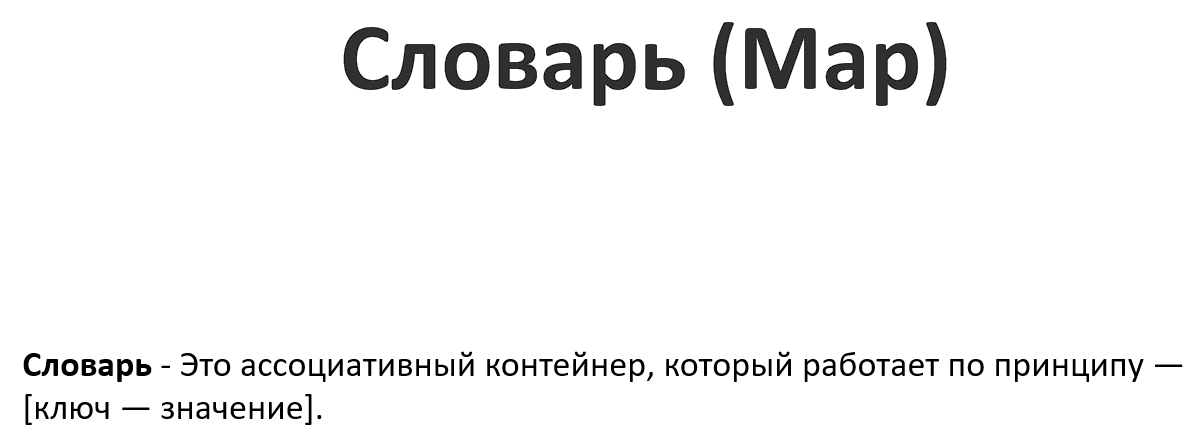 Словарь (Map)
Словарь - Это ассоциативный контейнер, который работает по принципу —
[ключ — значение].